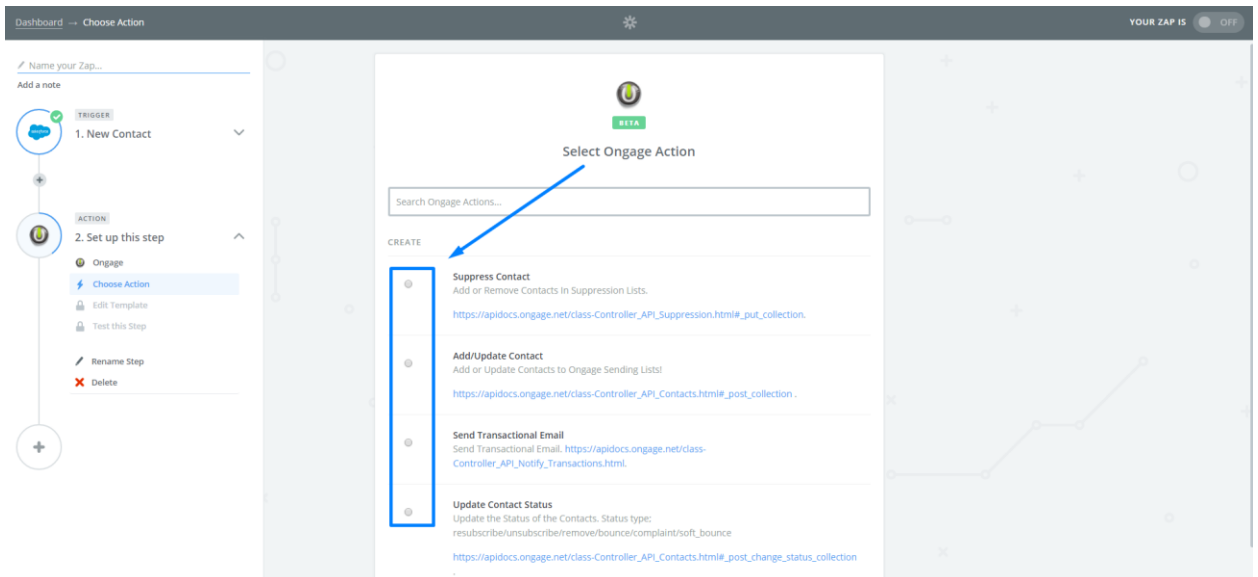 Dashboard → Choose Action
YOUR ZAP IS OFF
Name your Zap...
Add a note
TRIGGER
1. New Contact
ACTION
2. Set up this step
Ongage
Choose Action
Edit Template
Test this Step
Rename Step
Delete
BETA
Select Ongage Action
Search Ongage Actions...
CREATE
Suppress Contact
Add or Remove Contacts In Suppression Lists.
https://apidocs.ongage.net/class-Controller_API_Suppression.html#_put_collection.
Add/Update Contact
Add or Update Contacts to Ongage Sending Lists!
https://apidocs.ongage.net/class-Controller_API_Contacts.html#_post_collection .
Send Transactional Email
Send Transactional Email. https://apidocs.ongage.net/class-
Controller_API_Notify_Transactions.html.
Update Contact Status
Update the Status of the Contacts. Status type:
resubscribe/unsubscribe/remove/bounce/complaint/soft_bounce
https://apidocs.ongage.net/class-Controller_API_Contacts.html#_post_change_status_collection
.